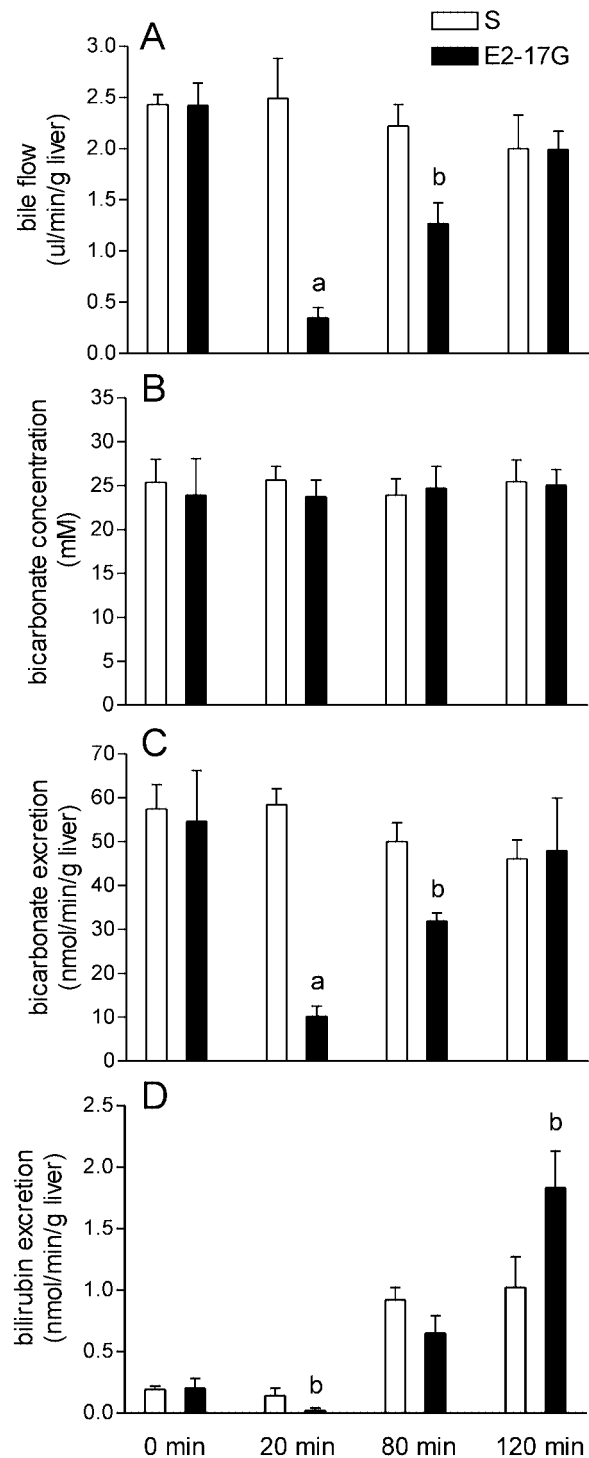 S
E2-17G
A
bile flow
(ul/min/g liver)
3.0
2.5
2.0
1.5
1.0
0.5
0.0
a
b
B
bicarbonate concentration
(mM)
35
30
25
20
15
10
5
0
C
bicarbonate excretion
(nmol/min/g liver)
70
60
50
40
30
20
10
0
a
b
D
bilirubin excretion
(nmol/min/g liver)
2.5
2.0
1.5
1.0
0.5
0.0
b
b
0 min 20 min 80 min 120 min